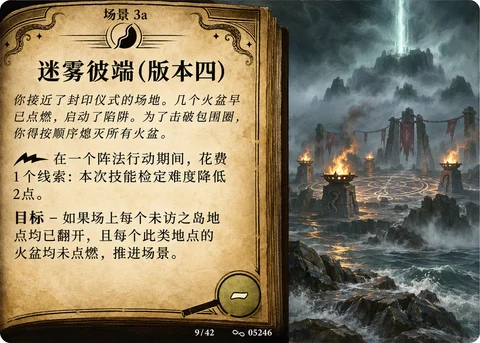 场景 3a
迷雾彼端(版本四)
你接近了封印仪式的场地。几个火盆早
已点燃，启动了陷阱。为了击破包围圈，
你得按顺序熄灭所有火盆。
在一个阵法行动期间，花费
1个线索：本次技能检定难度降低
2点。
目标 – 如果场上每个未访之岛地
点均已翻开，且每个此类地点的
火盆均未点燃，推进场景。
–
9/42 05246